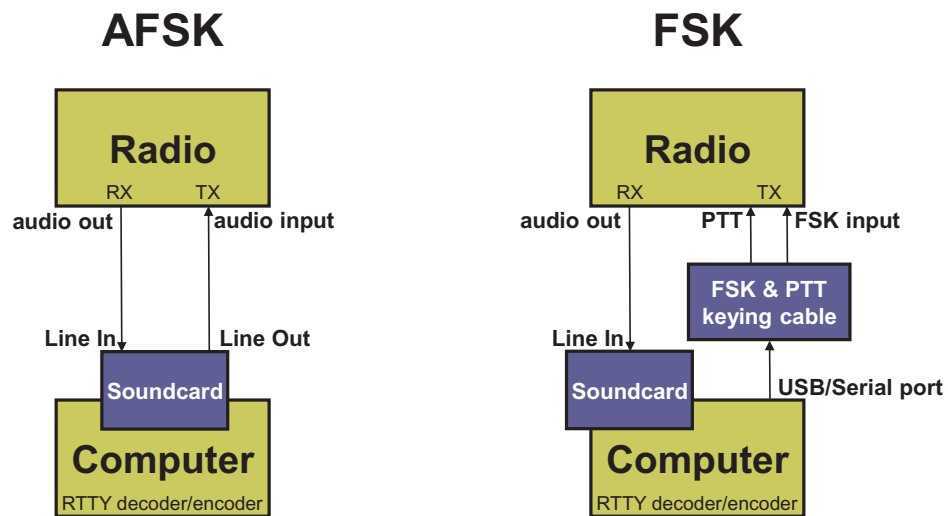 AFSK
Radio
RX TX
audio out audio input
Line In Line Out
Soundcard
Computer
RTTY decoder/encoder
FSK
Radio
RX TX
audio out PTT FSK input
FSK & PTT
keying cable
Line In
Soundcard
USB/Serial port
Computer
RTTY decoder/encoder